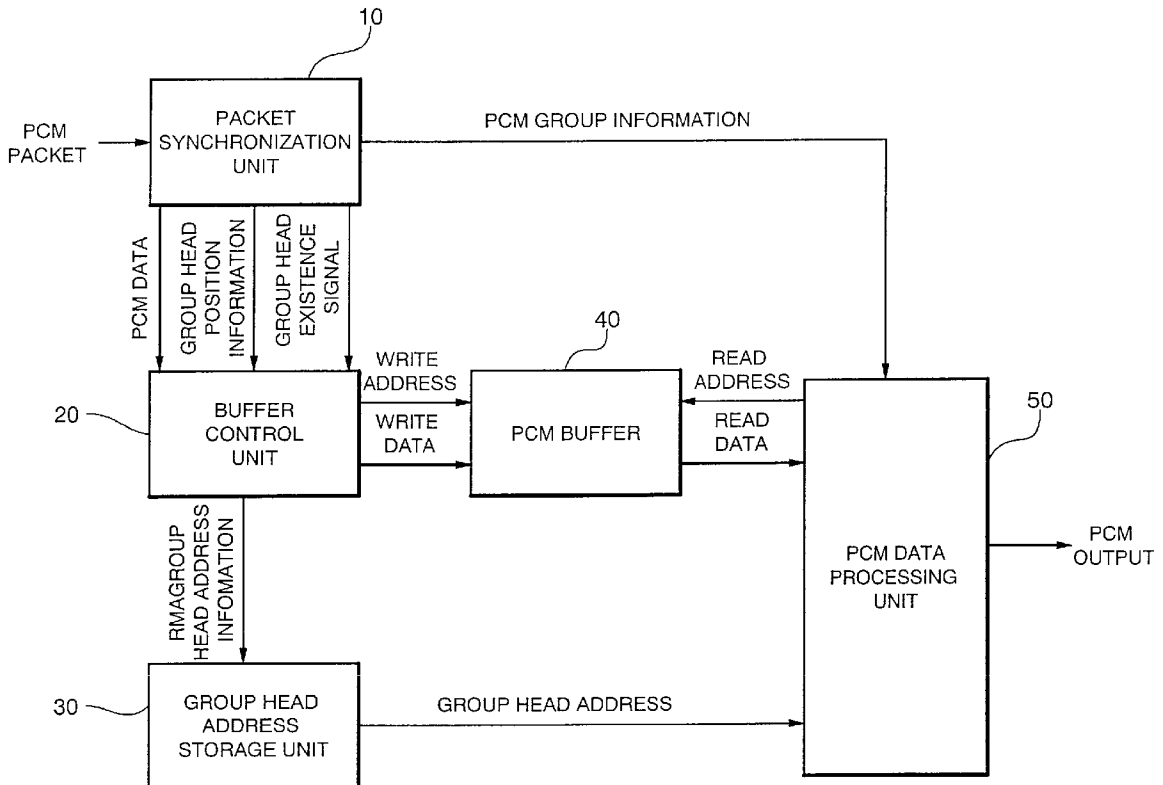 10
PACKET
SYNCHRONIZATION
UNIT
PCM
PACKET
PCM GROUP INFORMATION
PCM DATA
GROUP HEAD
POSITION
INFORMATION
GROUP HEAD
EXISTENCE
SIGNAL
20
BUFFER
CONTROL
UNIT
WRITE
ADDRESS
WRITE
DATA
40
PCM BUFFER
READ
ADDRESS
READ
DATA
50
PCM DATA
PROCESSING
UNIT
PCM
OUTPUT
RMAGROUP
HEAD ADDRESS
INFOMATION
30
GROUP HEAD
ADDRESS
STORAGE UNIT
GROUP HEAD ADDRESS